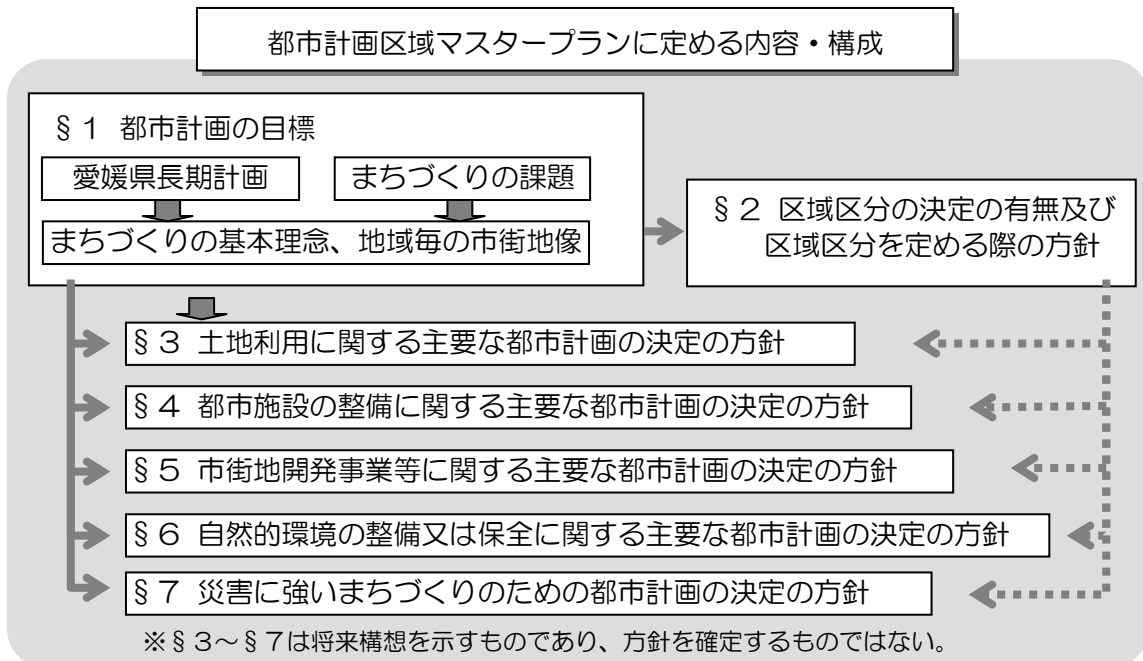 都市計画区域マスタープランに定める内容・構成
§1 都市計画の目標
愛媛県長期計画
まちづくりの課題
まちづくりの基本理念、地域毎の市街地像
§2 区域区分の決定の有無及び
区域区分を定める際の方針
§3 土地利用に関する主要な都市計画の決定の方針
§4 都市施設の整備に関する主要な都市計画の決定の方針
§5 市街地開発事業等に関する主要な都市計画の決定の方針
§6 自然的環境の整備又は保全に関する主要な都市計画の決定の方針
§7 災害に強いまちづくりのための都市計画の決定の方針
※§3～§7は将来構想を示すものであり、方針を確定するものではない。